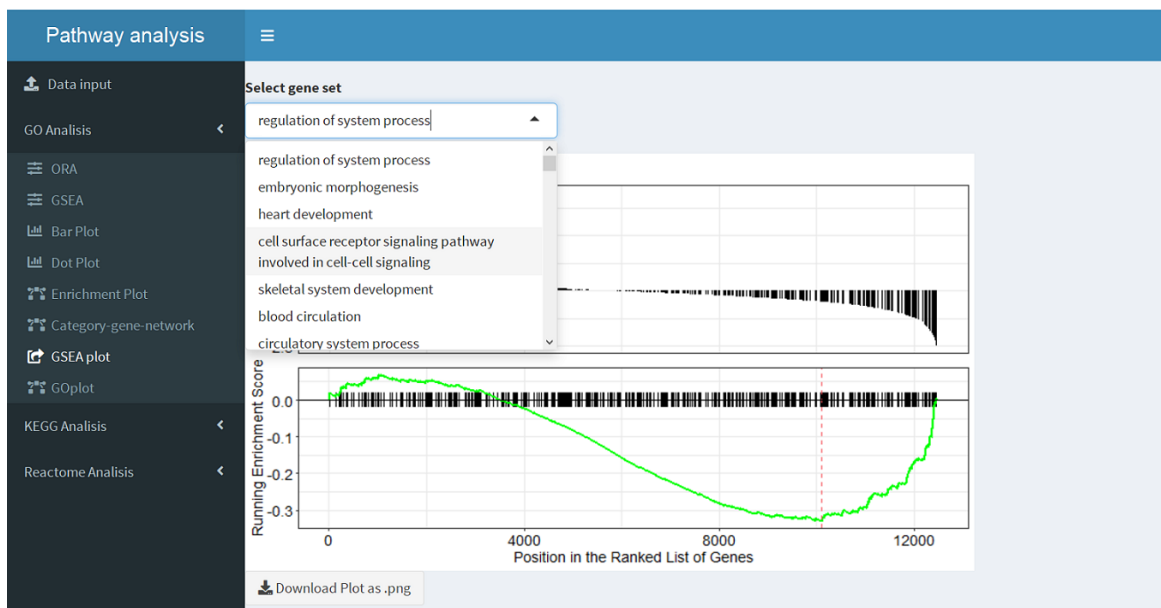 Pathway analysis
Data input
Select gene set
GO Analisis
regulation of system process
ORA
GSEA
Bar Plot
Dot Plot
Enrichment Plot
Category-gene-network
GSEA plot
GOplot
KEGG Analisis
Reactome Analisis
regulation of system process
embryonic morphogenesis
heart development
cell surface receptor signaling pathway
involved in cell-cell signaling
skeletal system development
blood circulation
circulatory system process
Running Enrichment Score
0.0
-0.1
-0.2
-0.3
0 4000 8000 12000
Position in the Ranked List of Genes
Download Plot as .png